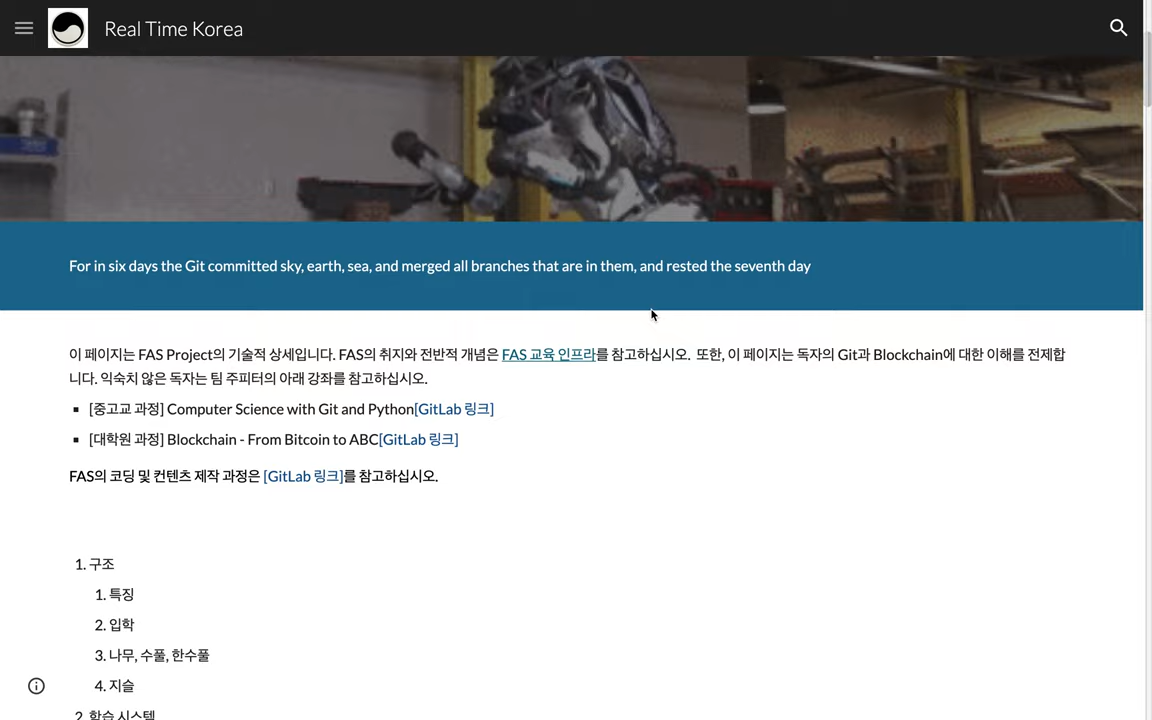 Real Time Korea
For in six days the Git committed sky, earth, sea, and merged all branches that are in them, and rested the seventh day
이 페이지는 FAS Project의 기술적 상세입니다. FAS의 취지와 전반적 개념은 FAS 교육 인프라를 참고하십시오. 또한, 이 페이지는 독자의 Git과 Blockchain에 대한 이해를 전제합
니다. 익숙치 않은 독자는 팀 주피터의 아래 강좌를 참고하십시오.
▪ [중고교 과정] Computer Science with Git and Python[GitLab 링크]
▪ [대학원 과정] Blockchain - From Bitcoin to ABC[GitLab 링크]
FAS의 코딩 및 컨텐츠 제작 과정은 [GitLab 링크]를 참고하십시오.
1. 구조
1. 특징
2. 입학
3. 나무, 수풀, 한수풀
4. 지슬
2. 학습 시스템